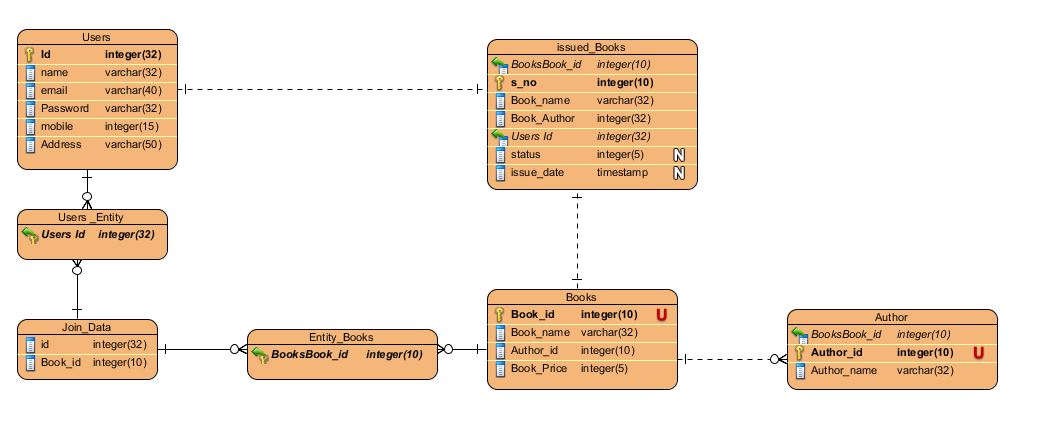 Users
Id integer(32)
name varchar(32)
email varchar(40)
Password varchar(32)
mobile integer(15)
Address varchar(50)
issued_Books
BooksBook_id integer(10)
s_no integer(10)
Book_name varchar(32)
Book_Author integer(32)
Users Id integer(32)
status integer(5) N
issue_date timestamp N
Users _Entity
Users Id integer(32)
Join_Data
id integer(32)
Book_id integer(10)
Entity_Books
BooksBook_id integer(10)
Books
Book_id integer(10) U
Book_name varchar(32)
Author_id integer(10)
Book_Price integer(5)
Author
BooksBook_id integer(10)
Author_id integer(10) U
Author_name varchar(32)